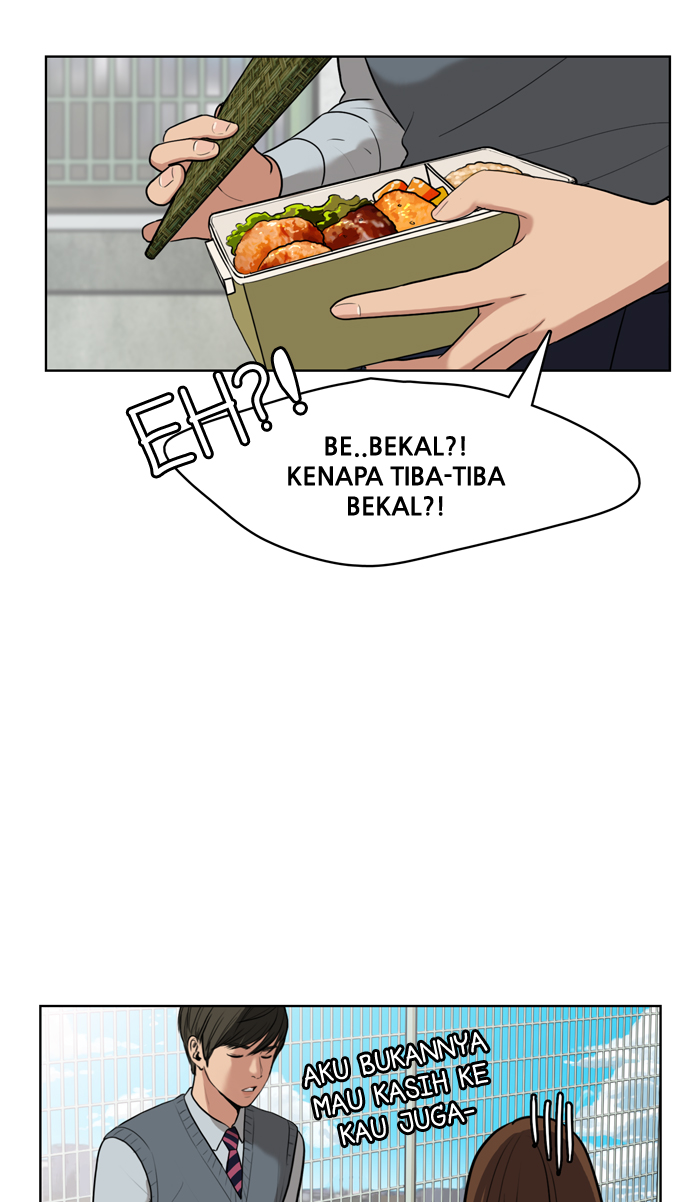 EH?!
BE..BEKAL?!
KENAPA TIBA-TIBA
BEKAL?!
AKU BUKANNYA
MAU KASIH KE
KAU JUGA-